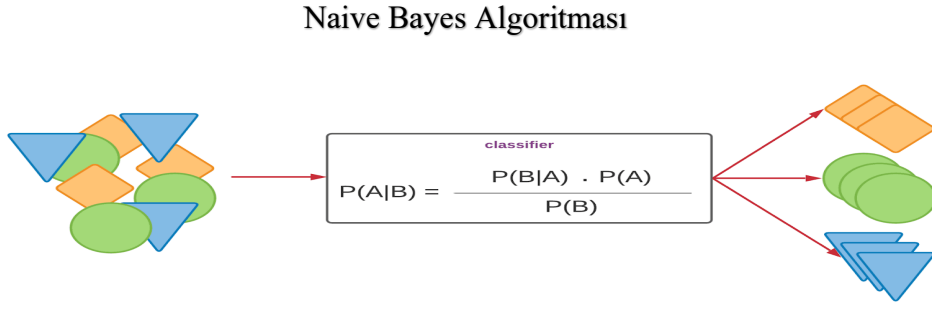 Naive Bayes Algoritması
classifier
P(A|B) = P(B|A) . P(A)
P(B)